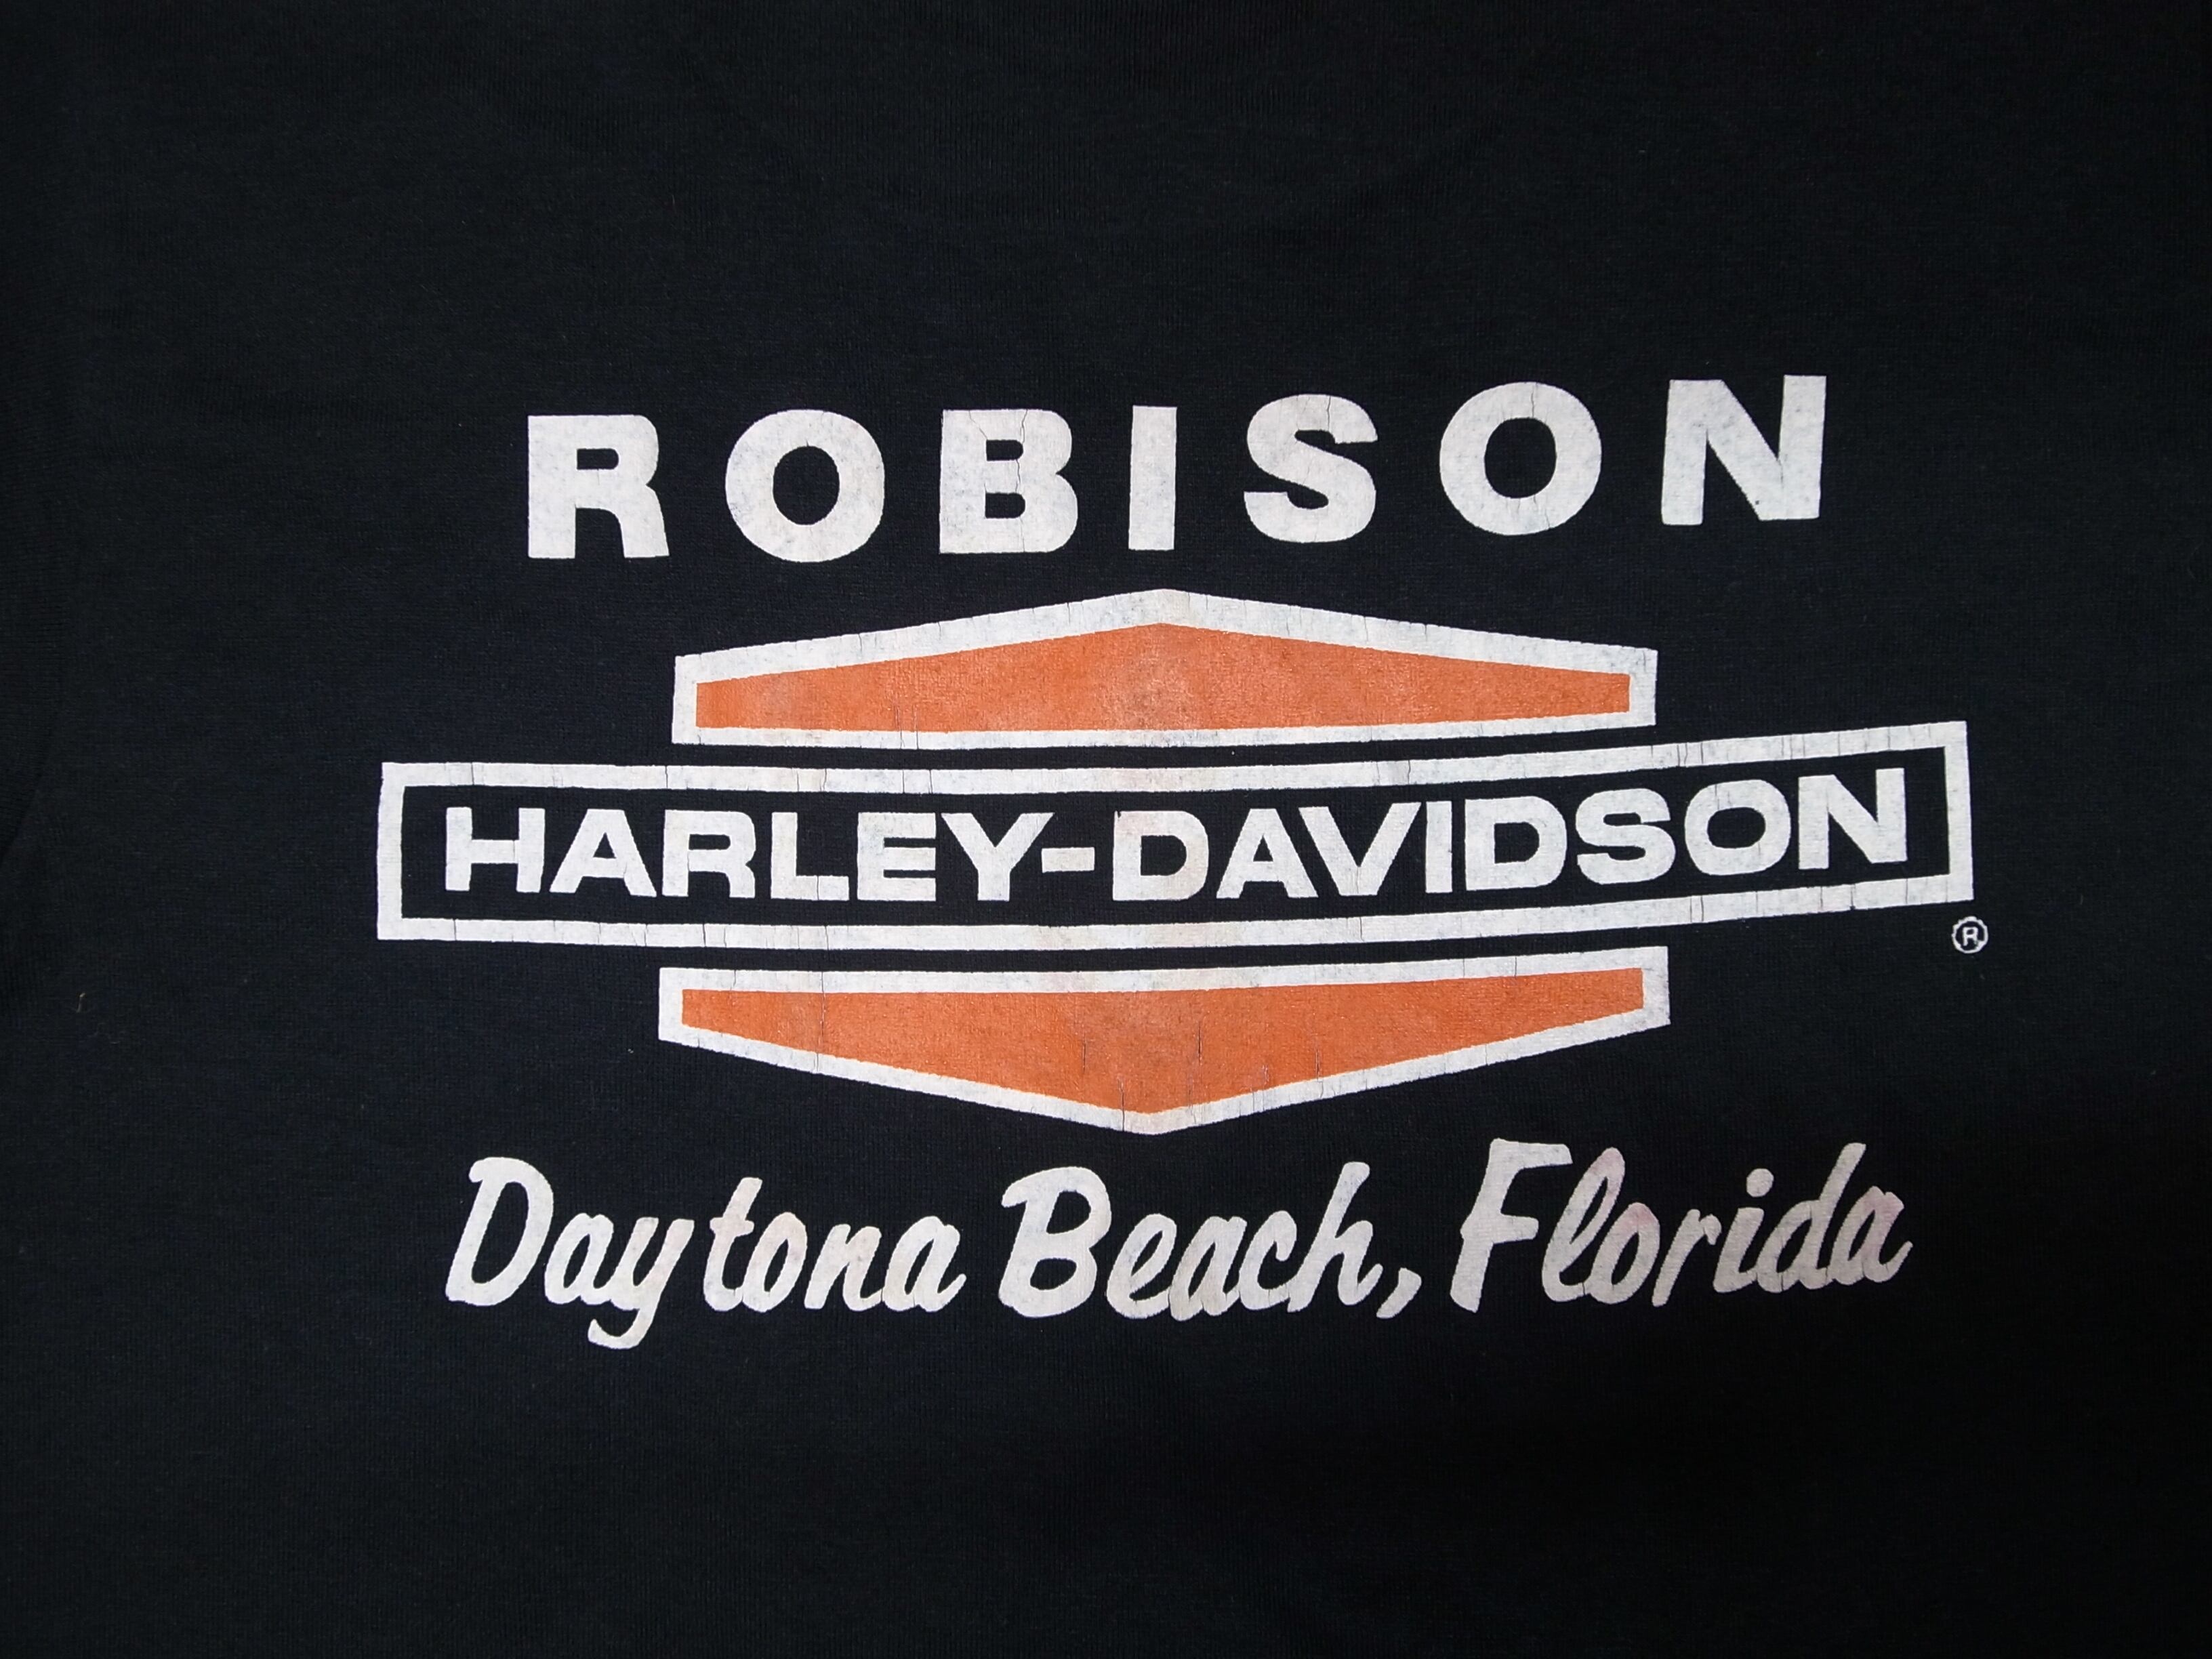 ROBISON
HARLEY-DAVIDSON
®
Daytona Beach, Florida